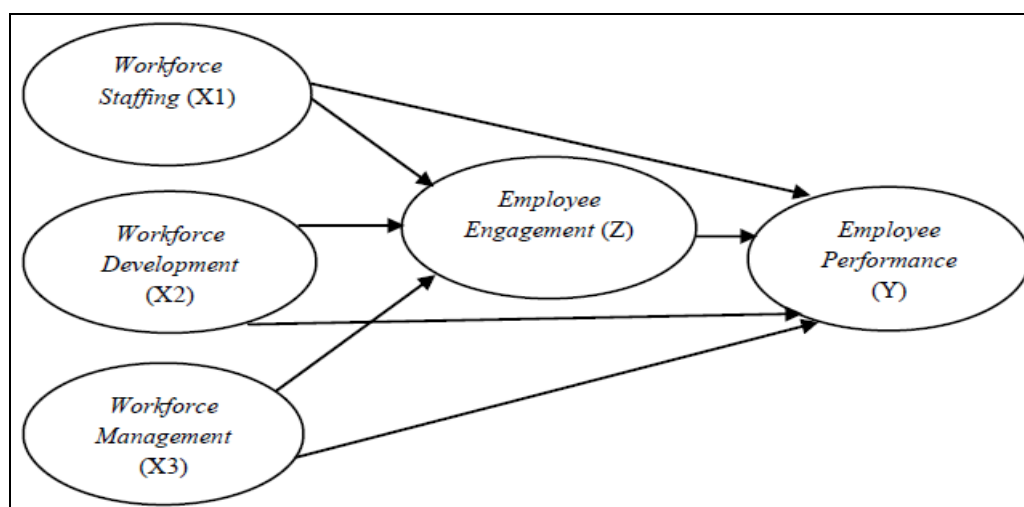 Workforce
Staffing (X1)
Workforce
Development
(X2)
Workforce
Management
(X3)
Employee
Engagement (Z)
Employee
Performance
(Y)